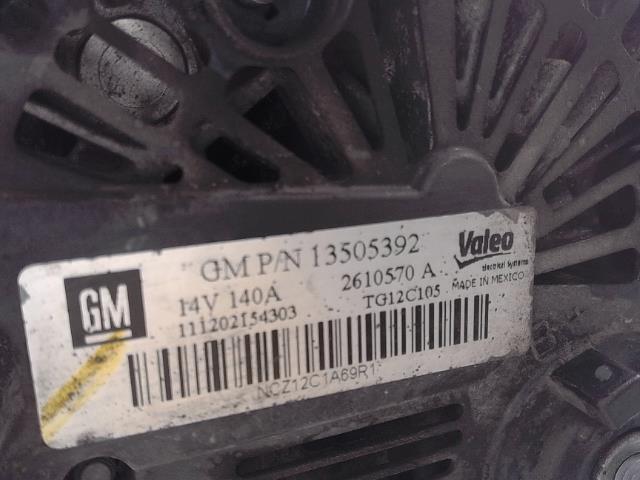 GM
GM P/N 13505392
Valeo
electrical Systems
14V 140A
2610570 A
MADE IN MEXICO
111202154303
TG12C105
NCZ12C1A69R1